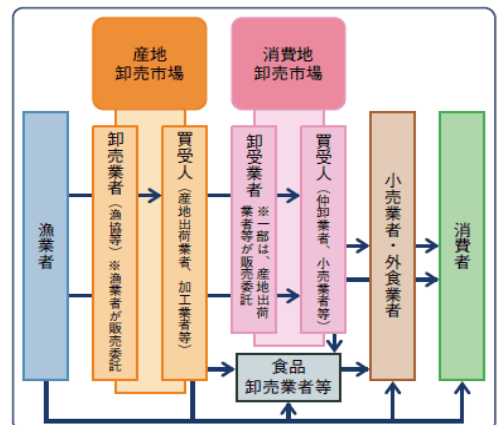 産地
卸売市場
消費地
卸売市場
漁業者
卸売業者
（漁協等）※漁業者が販売委託
買受人
（産地出荷業者、加工業者等）
卸受業者
※一部は、産地出荷
業者等が販売委託
買受人
（仲卸業者、小売業者等）
小売業者・外食業者
消費者
食品
卸売業者等